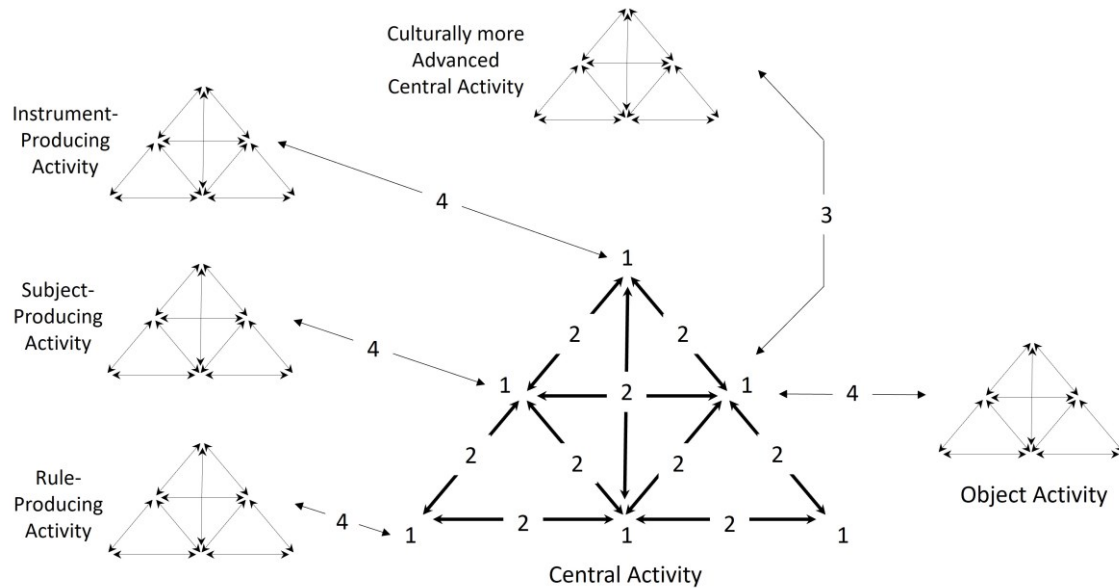 Culturally more
Advanced
Central Activity
Instrument-
Producing
Activity
4
3
1
Subject-
Producing
Activity
2
2
4
1
2
1
4
2
2
2
2
Object Activity
Rule-
Producing
Activity
4
1
2
1
2
1
Central Activity